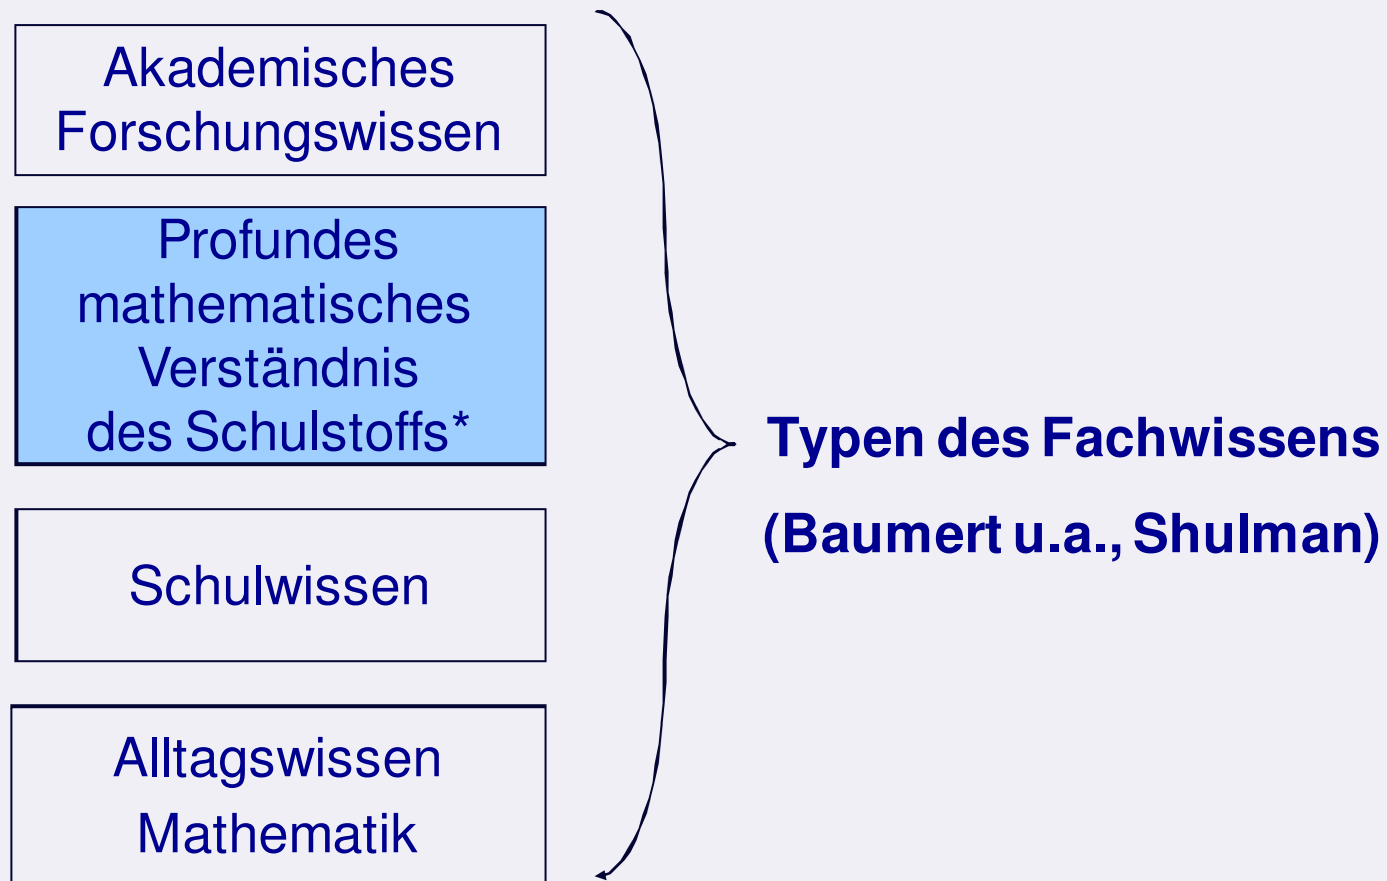 Akademisches
Forschungswissen
Profundes
mathematisches
Verständnis
des Schulstoffs*
Schulwissen
Alltagswissen
Mathematik
Typen des Fachwissens
(Baumert u.a., Shulman)